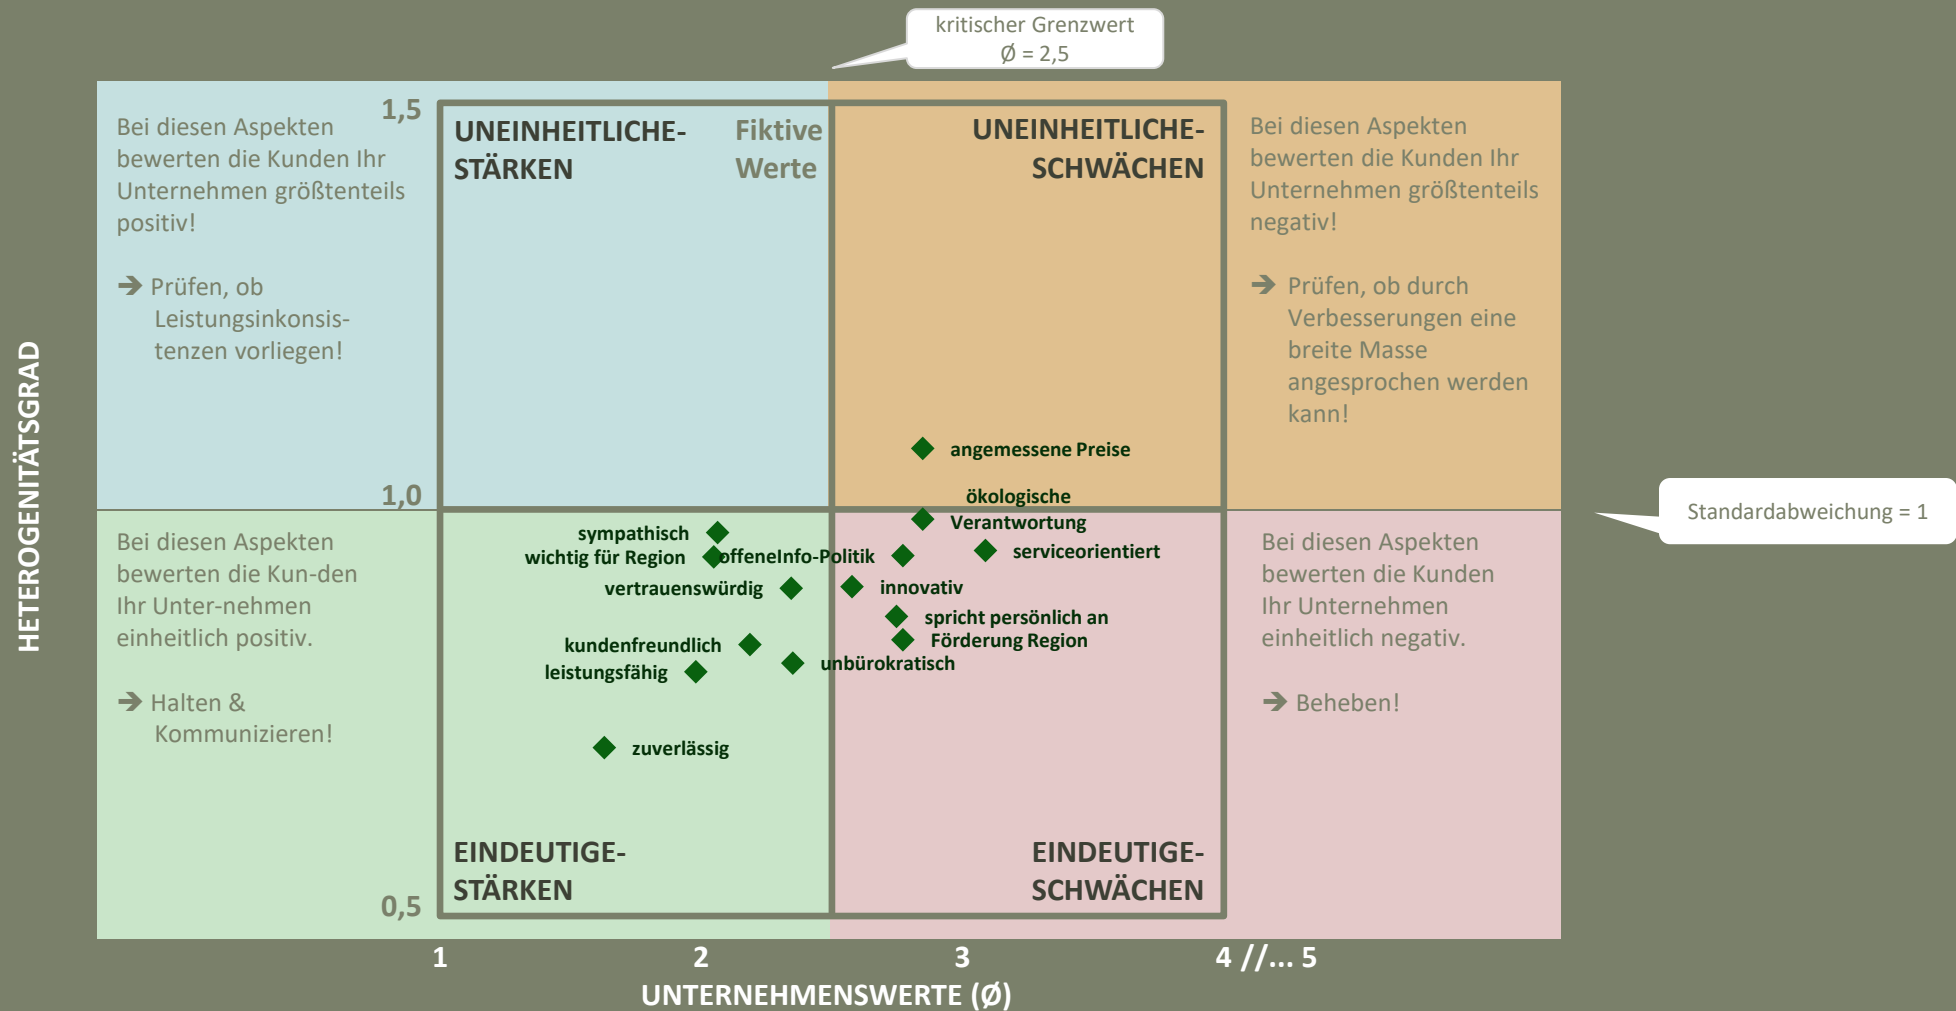 kritischer Grenzwert
Ø = 2,5
Bei diesen Aspekten
bewerten die Kunden Ihr
Unternehmen größtenteils
positiv!
➔ Prüfen, ob
Leistungsinkonsis-
tenzen vorliegen!
1,5
UNEINHEITLICHE-
STÄRKEN
Fiktive
Werte
UNEINHEITLICHE-
SCHWÄCHEN
Bei diesen Aspekten
bewerten die Kunden Ihr
Unternehmen größtenteils
negativ!
➔ Prüfen, ob durch
Verbesserungen eine
breite Masse
angesprochen werden
kann!
HETEROGENITÄTSGRAD
1,0
angemessene Preise
ökologische
Verantwortung
sympathisch
wichtig für Region
offeneInfo-Politik
serviceorientiert
vertrauenswürdig
innovativ
spricht persönlich an
kundenfreundlich
Förderung Region
leistungsfähig
unbürokratisch
zuverlässig
Standardabweichung = 1
Bei diesen Aspekten
bewerten die Kun-den
Ihr Unter-nehmen
einheitlich positiv.
➔ Halten &
Kommunizieren!
Bei diesen Aspekten
bewerten die Kunden
Ihr Unternehmen
einheitlich negativ.
➔ Beheben!
EINDEUTIGE-
STÄRKEN
EINDEUTIGE-
SCHWÄCHEN
0,5
1 2 3 4 //... 5
UNTERNEHMENSWERTE (Ø)